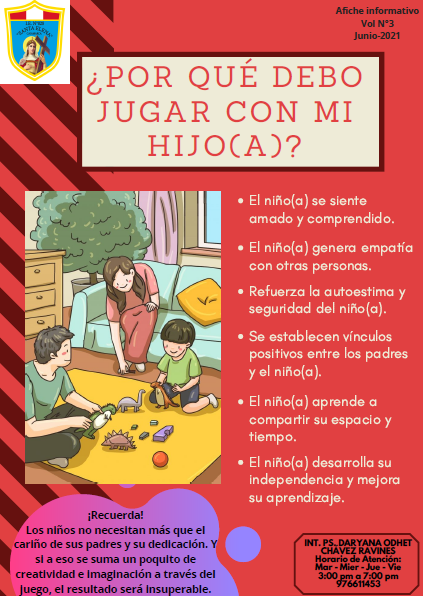 Afiche informativo
Vol N°3
Junio-2021
"SANTA ELENA"
¿POR QUÉ DEBO
JUGAR CON MI
HIJO(A)?
El niño(a) se siente
amado y comprendido.
El niño(a) genera empatía
con otras personas.
Refuerza la autoestima y
seguridad del niño(a).
Se establecen vínculos
positivos entre los padres
y el niño(a).
El niño(a) aprende a
compartir su espacio y
tiempo.
El niño(a) desarrolla su
independencia y mejora
su aprendizaje.
¡Recuerda!
Los niños no necesitan más que el
cariño de sus padres y su dedicación. Y
si a eso se suma un poquito de
creatividad e imaginación a través del
juego, el resultado será insuperable.
INT. PS. DARYANA ODHET
CHAVEZ RAVINES
Horario de Atención:
Mar - Mier - Jue - Vie
3:00 pm a 7:00 pm
976611453